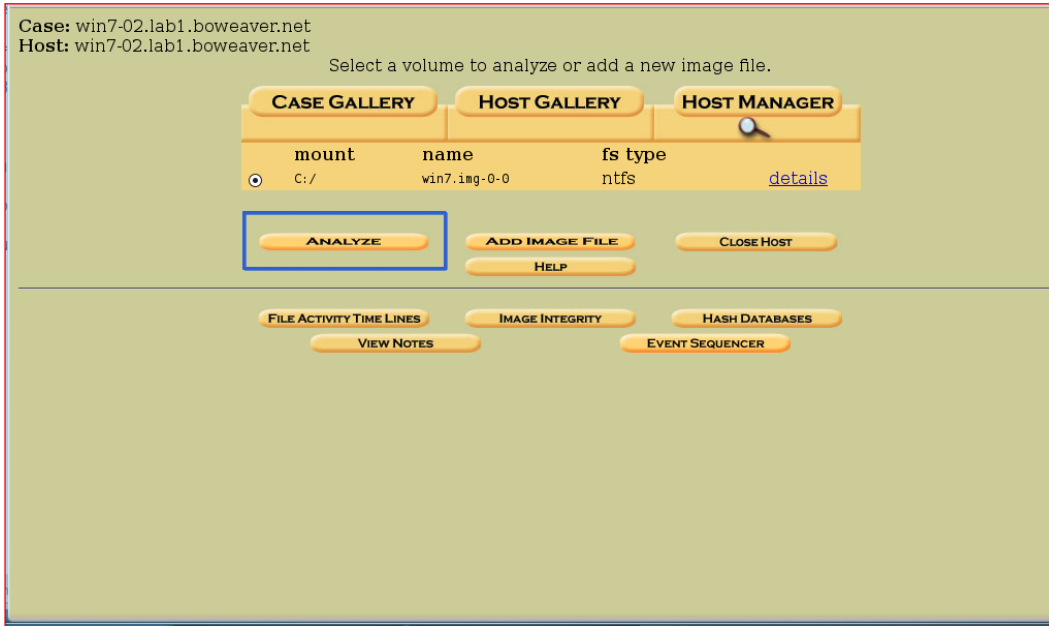 Case: win7-02.lab1.boweaver.net
Host: win7-02.lab1.boweaver.net
Select a volume to analyze or add a new image file.
CASE GALLERY HOST GALLERY HOST MANAGER
mount name fs type
C:/ win7.img-0-0 ntfs details
ANALYZE ADD IMAGE FILE CLOSE HOST
HELP
FILE ACTIVITY TIME LINES IMAGE INTEGRITY HASH DATABASES
VIEW NOTES EVENT SEQUENCER